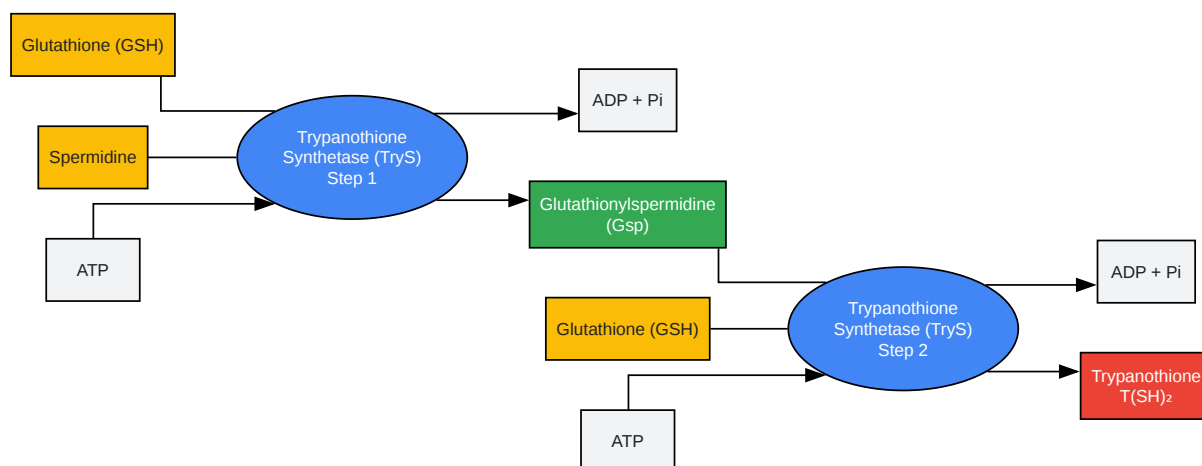 Glutathione (GSH)
Spermidine
ATP
Trypanothione
Synthetase (TryS)
Step 1
ADP + Pi
Glutathionylspermidine
(Gsp)
Glutathione (GSH)
ATP
Trypanothione
Synthetase (TryS)
Step 2
ADP + Pi
Trypanothione
T(SH)₂